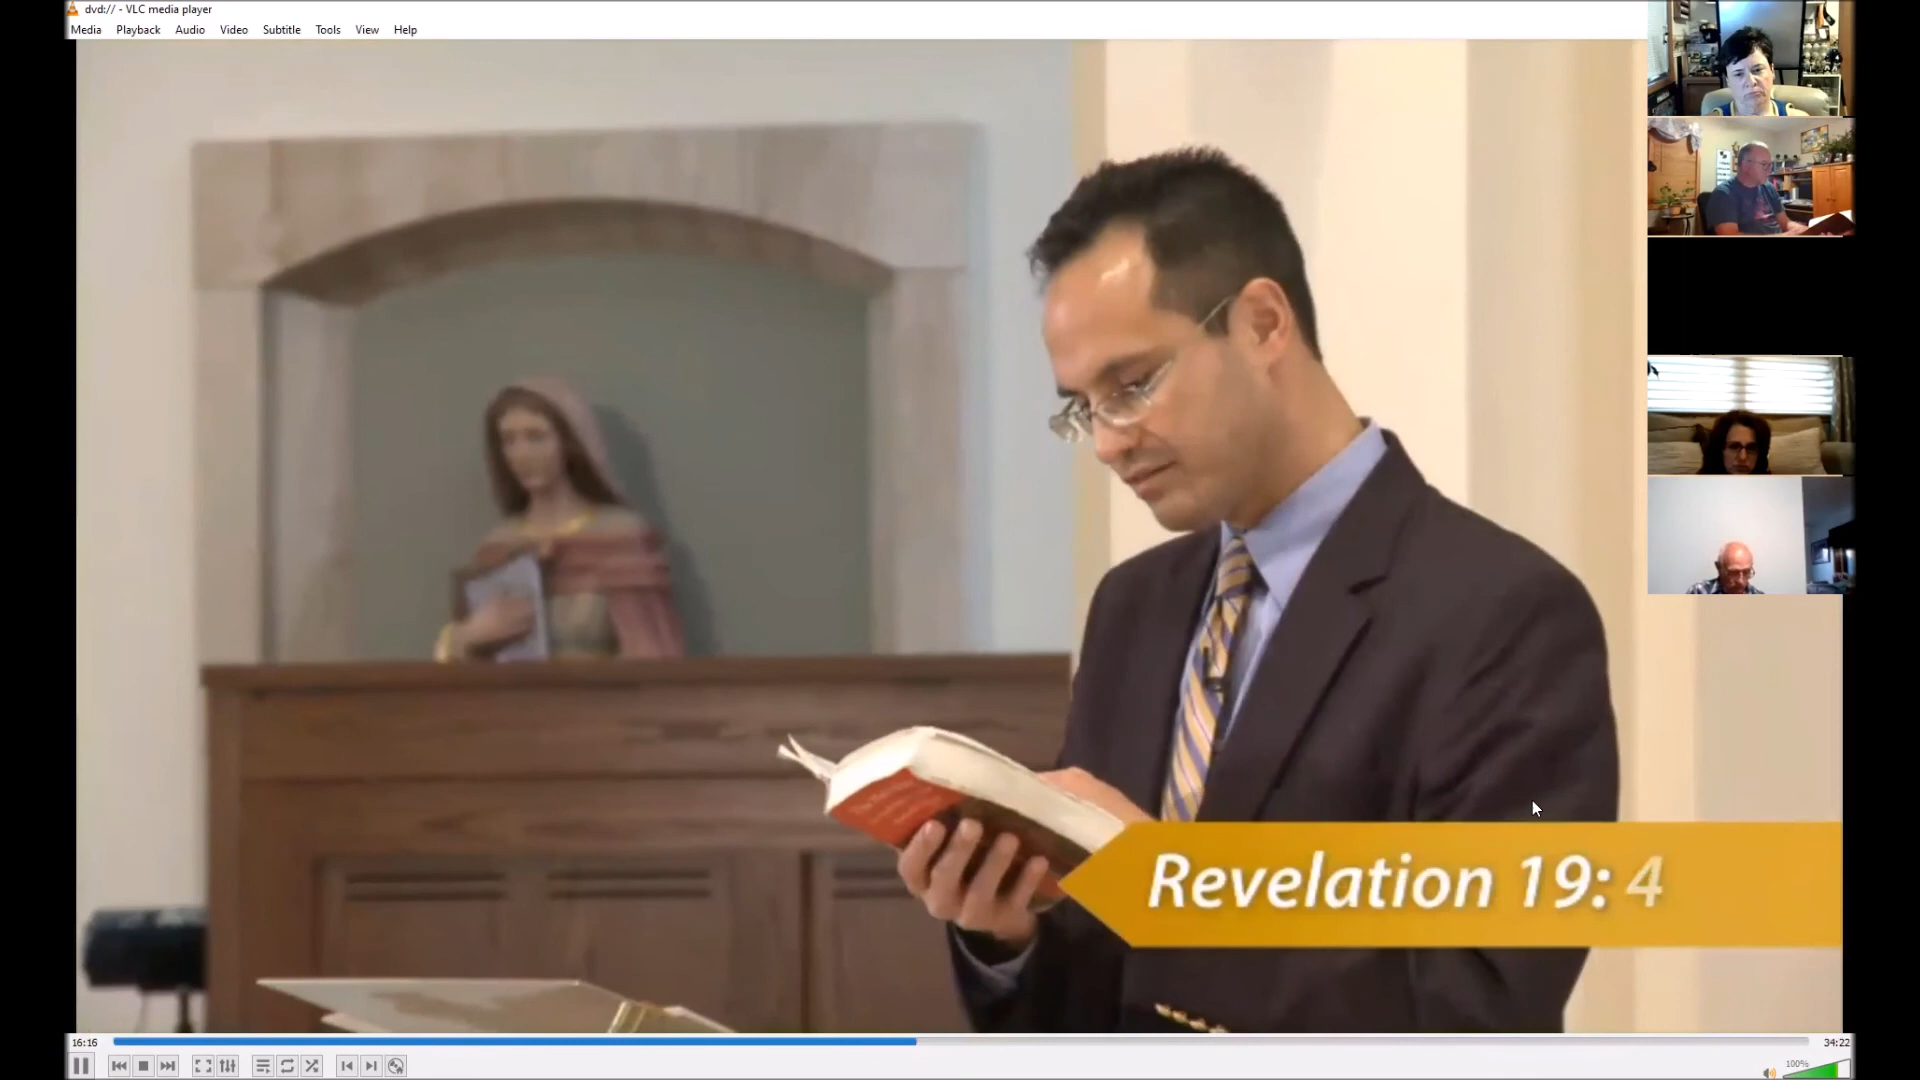 dvd:// - VLC media player
Media Playback Audio Video Subtitle Tools View Help
Revelation 19: 4
16:16
34:22
100%